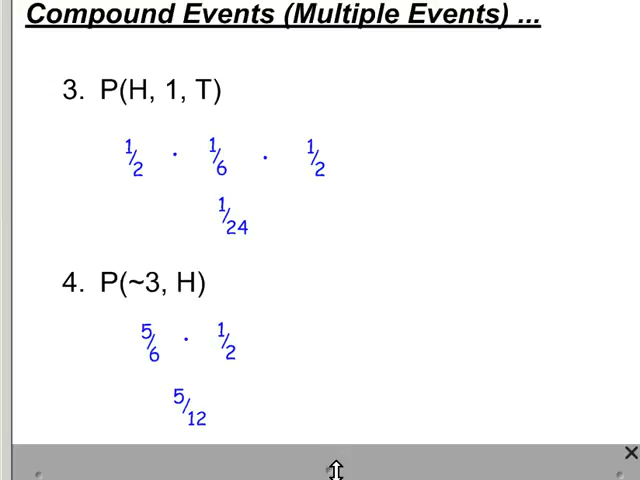 Compound Events (Multiple Events) ...
3. P(H, 1, T)
1/2 · 1/6 · 1/2
1/24
4. P(~3, H)
5/6 · 1/2
5/12